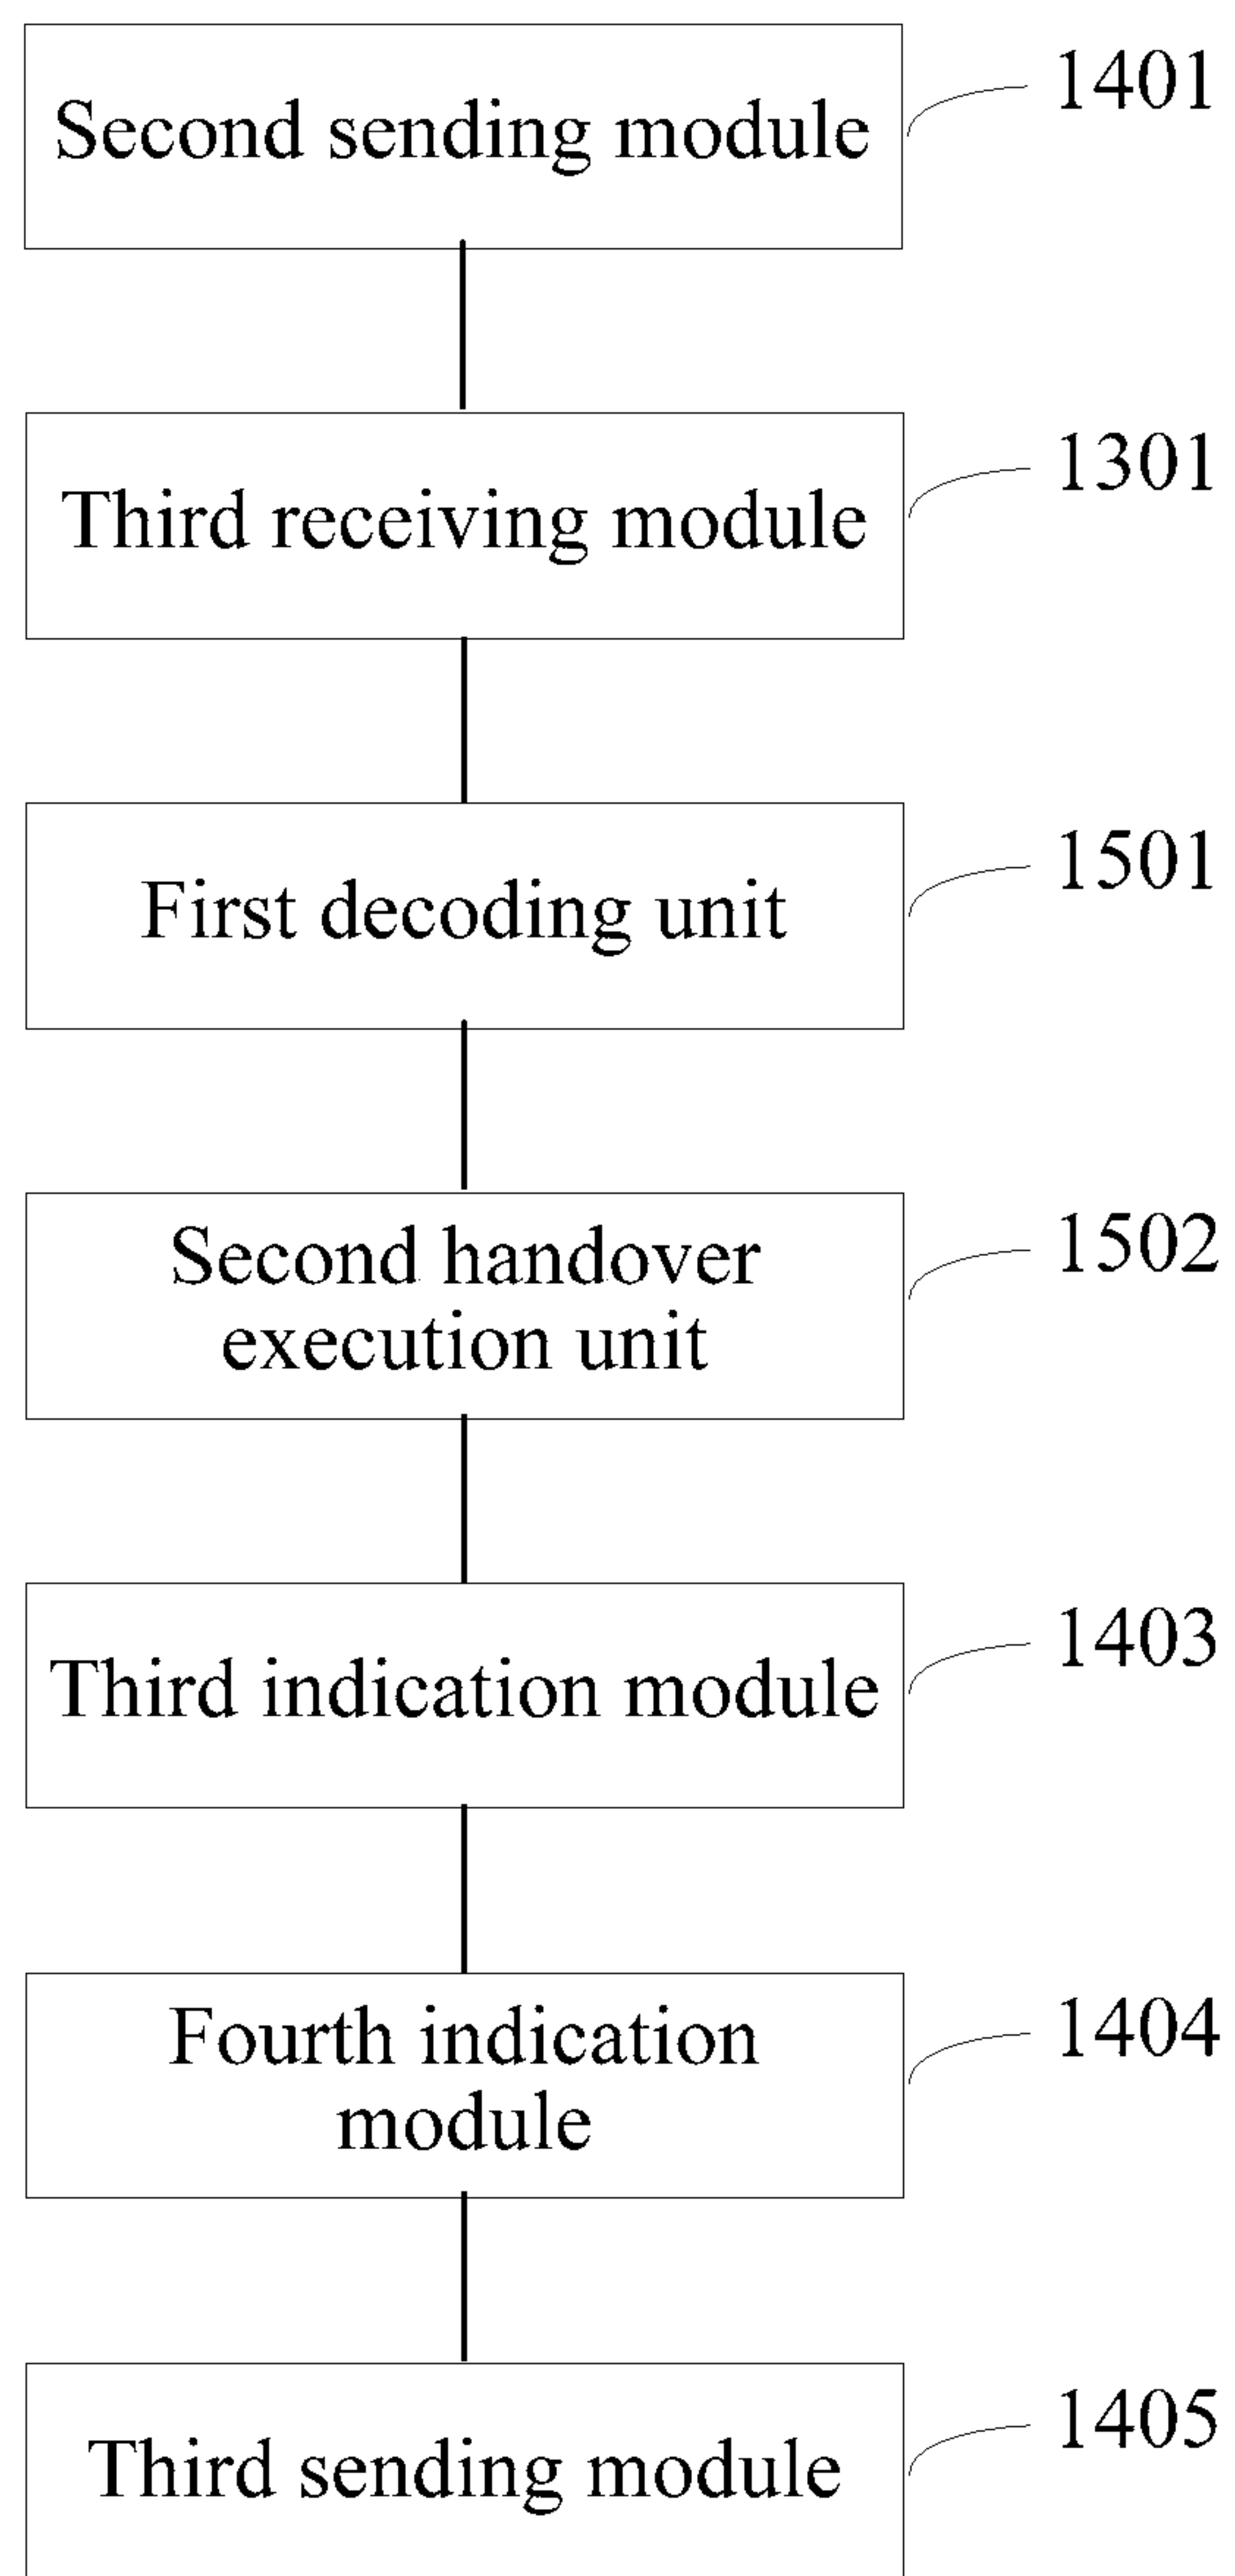 Second sending module
1401
Third receiving module
1301
First decoding unit
1501
Second handover
execution unit
1502
Third indication module
1403
Fourth indication
module
1404
Third sending module
1405